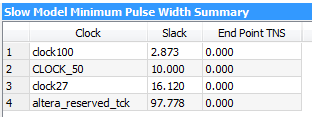 Slow Model Minimum Pulse Width Summary
Clock Slack End Point TNS
1 clock100 2.873 0.000
2 CLOCK_50 10.000 0.000
3 clock27 16.120 0.000
4 altera_reserved_tck 97.778 0.000